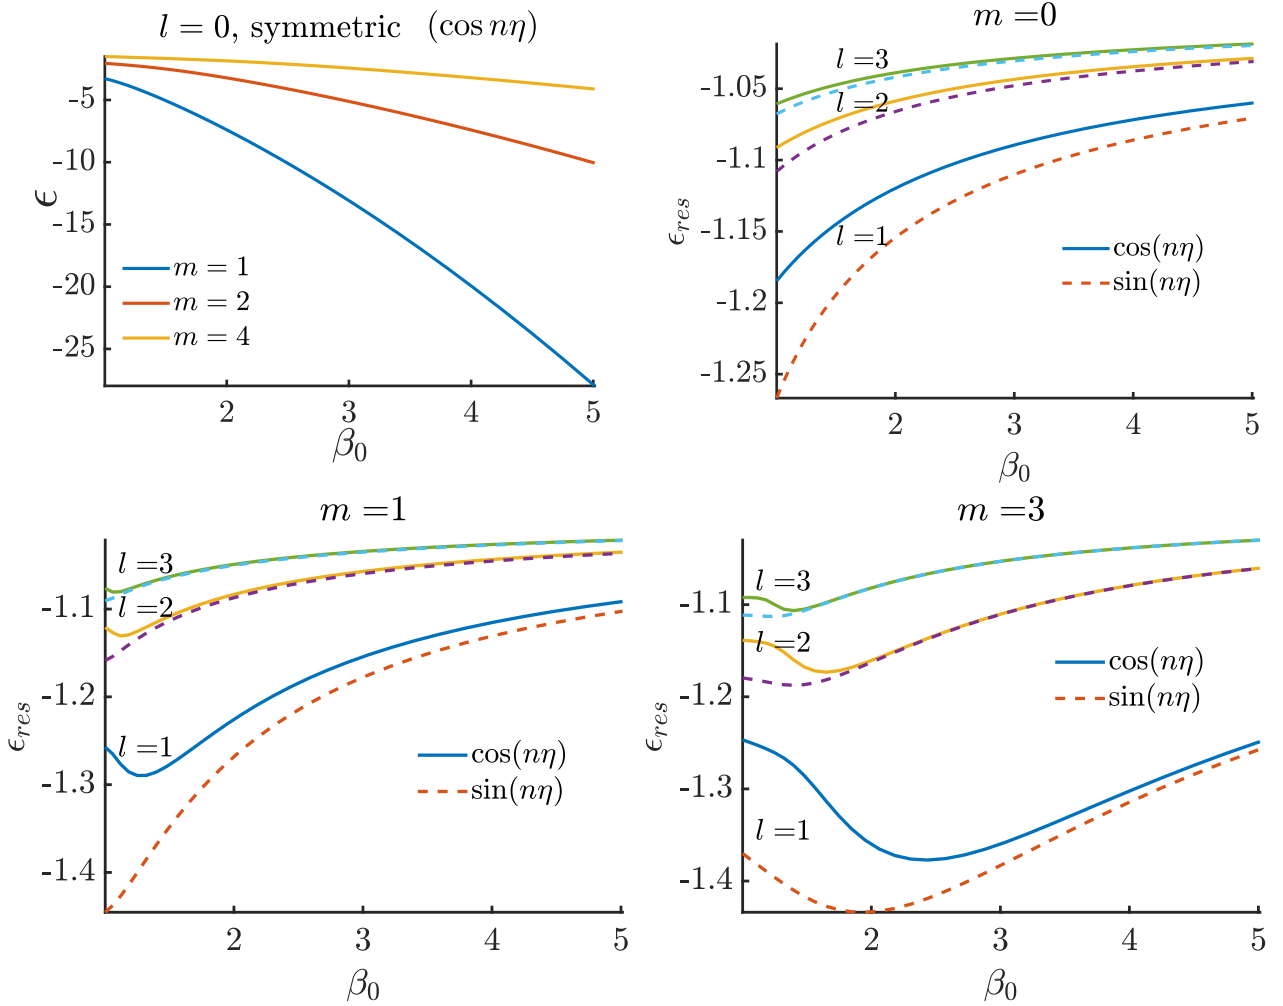 l = 0, symmetric (cos nη)
ϵ
-5
-10
-15
-20
-25
m = 1
m = 2
m = 4
2 3 4 5
β₀
m =0
ϵres
-1.05
-1.1
-1.15
-1.2
-1.25
l =3
l =2
l =1
cos(nη)
sin(nη)
2 3 4 5
β₀
m =1
ϵres
-1.1
-1.2
-1.3
-1.4
l =3
l =2
l =1
cos(nη)
sin(nη)
2 3 4 5
β₀
m =3
ϵres
-1.1
-1.2
-1.3
-1.4
l =3
l =2
l =1
cos(nη)
sin(nη)
2 3 4 5
β₀